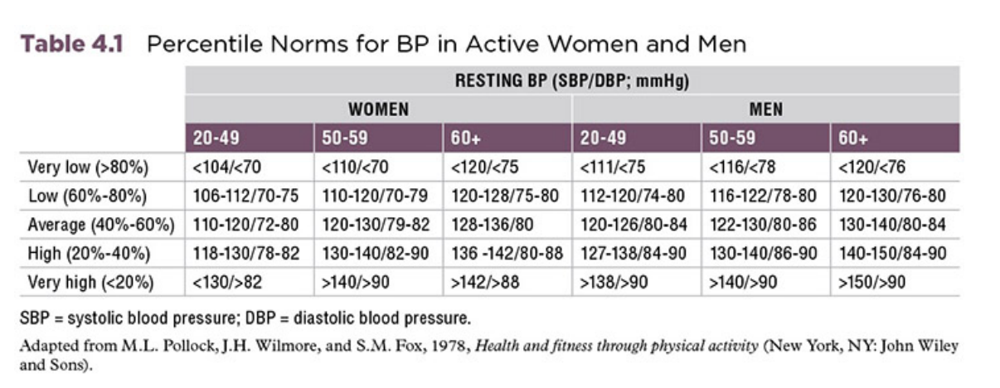 Table 4.1 Percentile Norms for BP in Active Women and Men
RESTING BP (SBP/DBP; mmHg)
WOMEN MEN
20-49 50-59 60+ 20-49 50-59 60+
Very low (>80%) <104/<70 <110/<70 <120/<75 <111/<75 <116/<78 <120/<76
Low (60%-80%) 106-112/70-75 110-120/70-79 120-128/75-80 112-120/74-80 116-122/78-80 120-130/76-80
Average (40%-60%) 110-120/72-80 120-130/79-82 128-136/80 120-126/80-84 122-130/80-86 130-140/80-84
High (20%-40%) 118-130/78-82 130-140/82-90 136 -142/80-88 127-138/84-90 130-140/86-90 140-150/84-90
Very high (<20%) <130/>82 >140/>90 >142/>88 >138/>90 >140/>90 >150/>90
SBP = systolic blood pressure; DBP = diastolic blood pressure.
Adapted from M.L. Pollock, J.H. Wilmore, and S.M. Fox, 1978, Health and fitness through physical activity (New York, NY: John Wiley
and Sons).